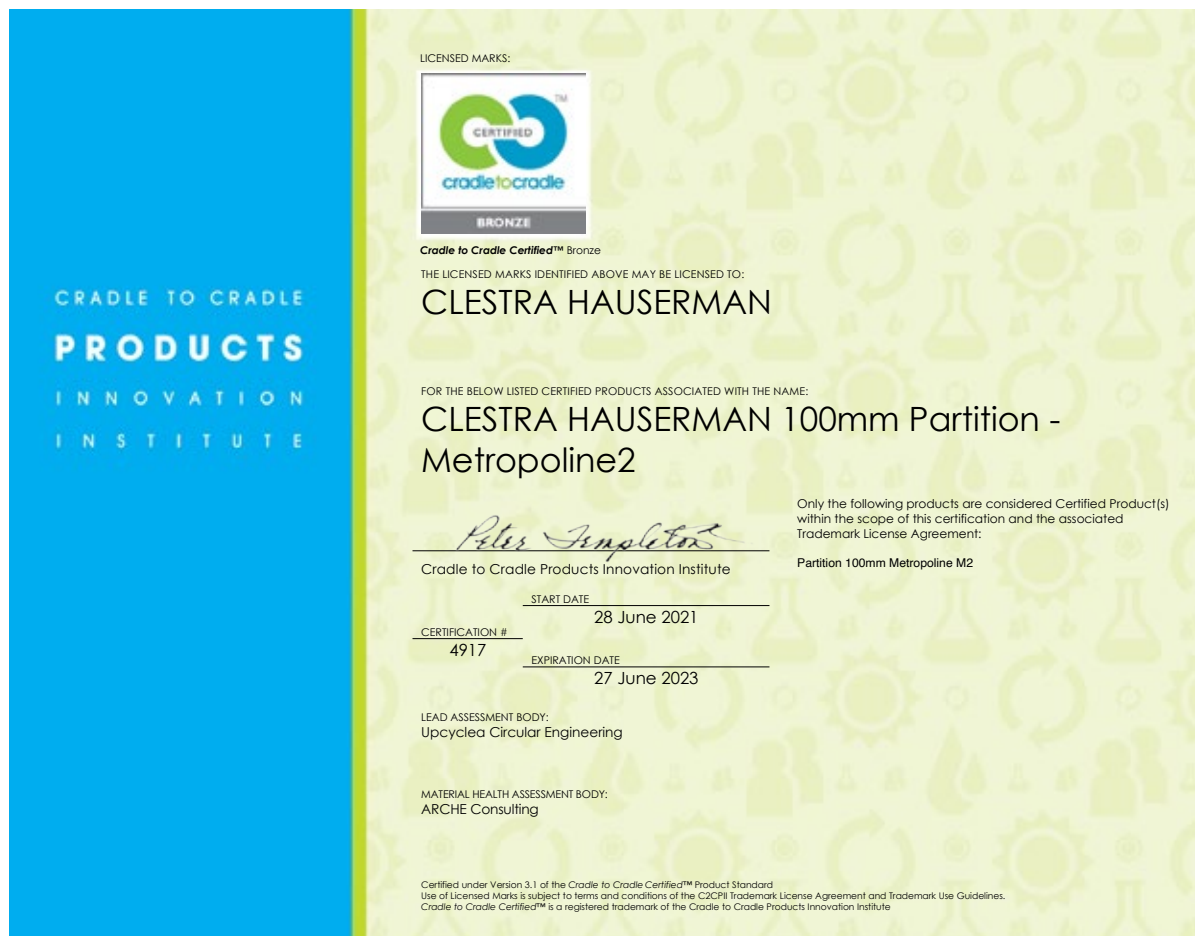 CRADLE TO CRADLE
PRODUCTS
INNOVATION
INSTITUTE
LICENSED MARKS:
CERTIFIED
TM
cradletocradle
BRONZE
Cradle to Cradle Certified™ Bronze
THE LICENSED MARKS IDENTIFIED ABOVE MAY BE LICENSED TO:
CLESTRA HAUSERMAN
FOR THE BELOW LISTED CERTIFIED PRODUCTS ASSOCIATED WITH THE NAME:
CLESTRA HAUSERMAN 100mm Partition -
Metropoline2
Peter Templeton
Cradle to Cradle Products Innovation Institute
START DATE
28 June 2021
CERTIFICATION #
4917
EXPIRATION DATE
27 June 2023
Only the following products are considered Certified Product(s)
within the scope of this certification and the associated
Trademark License Agreement:
Partition 100mm Metropoline M2
LEAD ASSESSMENT BODY:
Upcyclea Circular Engineering
MATERIAL HEALTH ASSESSMENT BODY:
ARCHE Consulting
Certified under Version 3.1 of the Cradle to Cradle Certified™ Product Standard
Use of Licensed Marks is subject to terms and conditions of the C2CPII Trademark License Agreement and Trademark Use Guidelines.
Cradle to Cradle Certified™ is a registered trademark of the Cradle to Cradle Products Innovation Institute